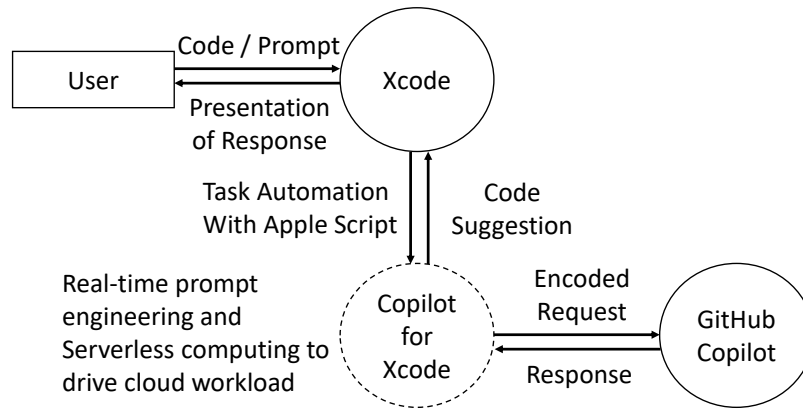 Code / Prompt
User
Xcode
Presentation
of Response
Task Automation
With Apple Script
Code
Suggestion
Real-time prompt
engineering and
Serverless computing to
drive cloud workload
Copilot
for
Xcode
Encoded
Request
GitHub
Copilot
Response